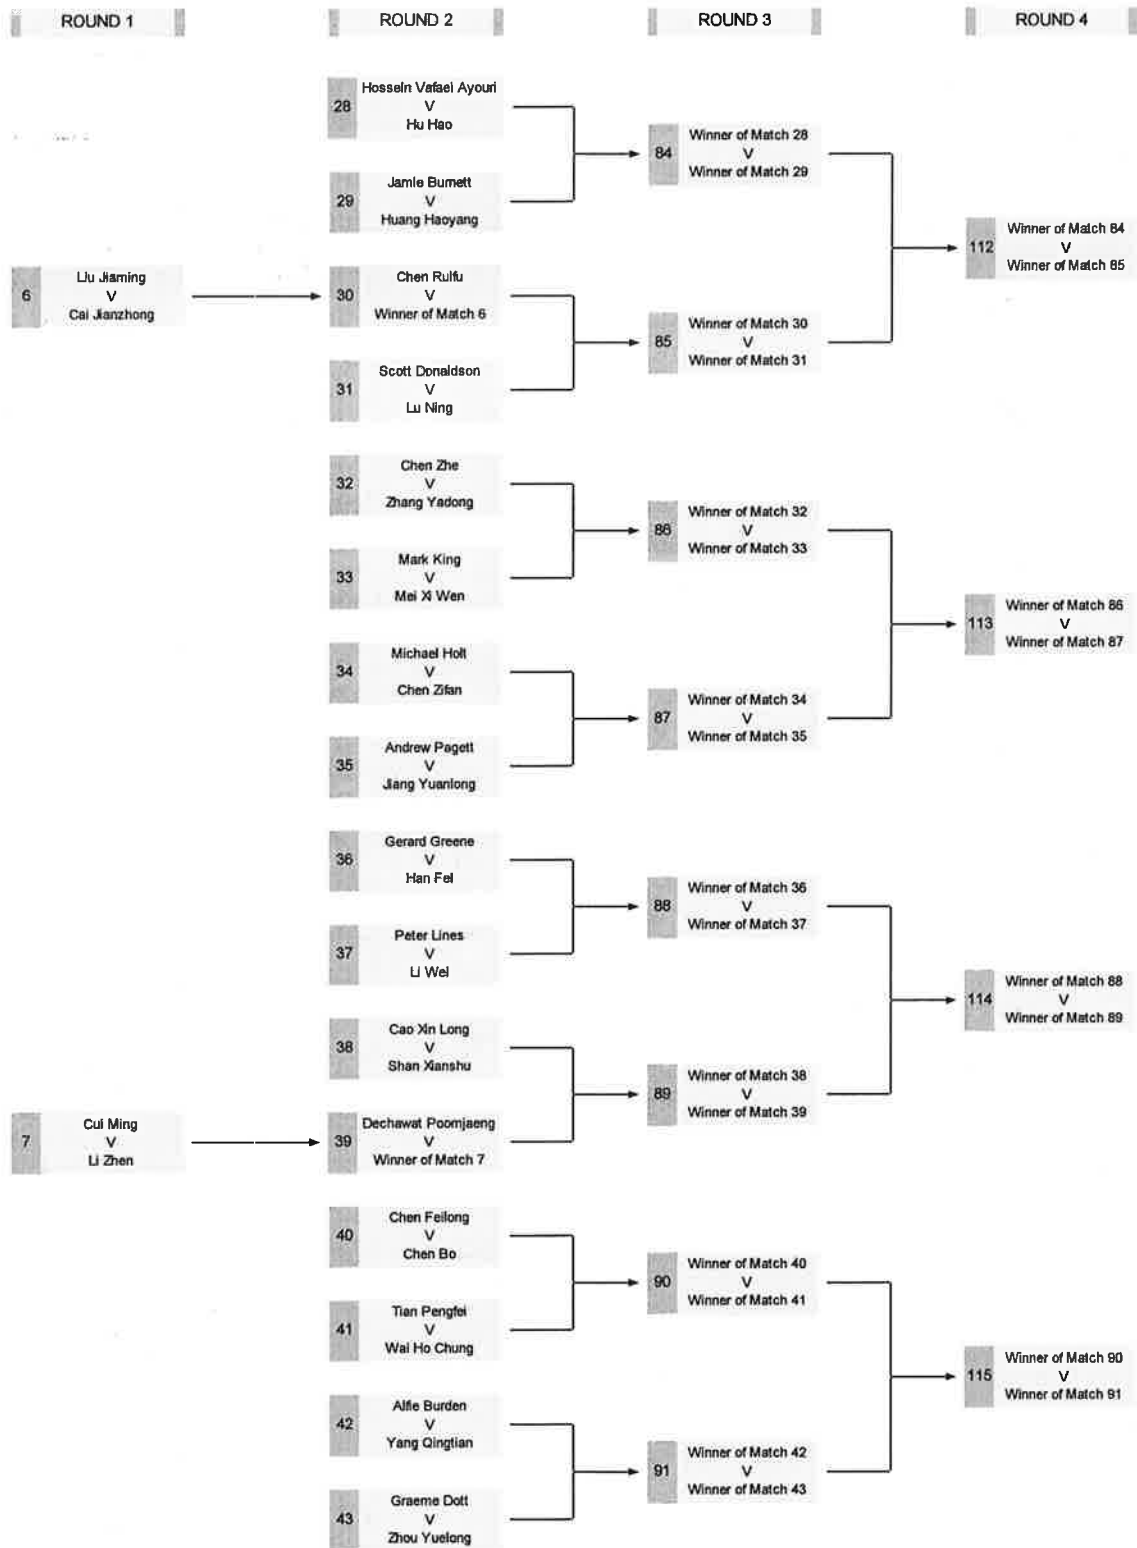 ROUND 1
ROUND 2
ROUND 3
ROUND 4
28
Hossein Vafaei Ayouri
V
Hu Hao
29
Jamie Burnett
V
Huang Haoyang
84
Winner of Match 28
V
Winner of Match 29
6
Liu Jiaming
V
Cai Jianzhong
30
Chen Ruifu
V
Winner of Match 6
31
Scott Donaldson
V
Lu Ning
85
Winner of Match 30
V
Winner of Match 31
112
Winner of Match 84
V
Winner of Match 85
32
Chen Zhe
V
Zhang Yadong
33
Mark King
V
Mei Xi Wen
86
Winner of Match 32
V
Winner of Match 33
34
Michael Holt
V
Chen Zifan
35
Andrew Pagett
V
Jiang Yuanlong
87
Winner of Match 34
V
Winner of Match 35
113
Winner of Match 86
V
Winner of Match 87
36
Gerard Greene
V
Han Fei
37
Peter Lines
V
Li Wei
88
Winner of Match 36
V
Winner of Match 37
38
Cao Xin Long
V
Shan Xianshu
7
Cui Ming
V
Li Zhen
39
Dechawat Poomjaeng
V
Winner of Match 7
89
Winner of Match 38
V
Winner of Match 39
114
Winner of Match 88
V
Winner of Match 89
40
Chen Feilong
V
Chen Bo
41
Tian Pengfei
V
Wai Ho Chung
90
Winner of Match 40
V
Winner of Match 41
42
Alfie Burden
V
Yang Qingtian
43
Graeme Dott
V
Zhou Yuelong
91
Winner of Match 42
V
Winner of Match 43
115
Winner of Match 90
V
Winner of Match 91